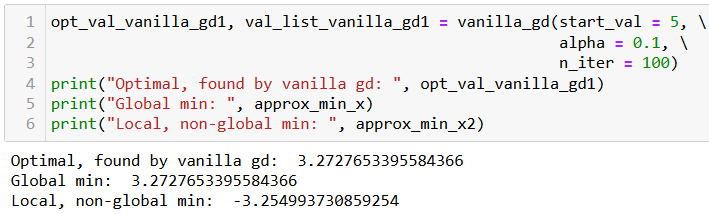 1 opt_val_vanilla_gd1, val_list_vanilla_gd1 = vanilla_gd(start_val = 5, \
2 alpha = 0.1, \
3 n_iter = 100)
4 print("Optimal, found by vanilla gd: ", opt_val_vanilla_gd1)
5 print("Global min: ", approx_min_x)
6 print("Local, non-global min: ", approx_min_x2)
Optimal, found by vanilla gd:  3.2727653395584366
Global min:  3.2727653395584366
Local, non-global min:  -3.254993730859254